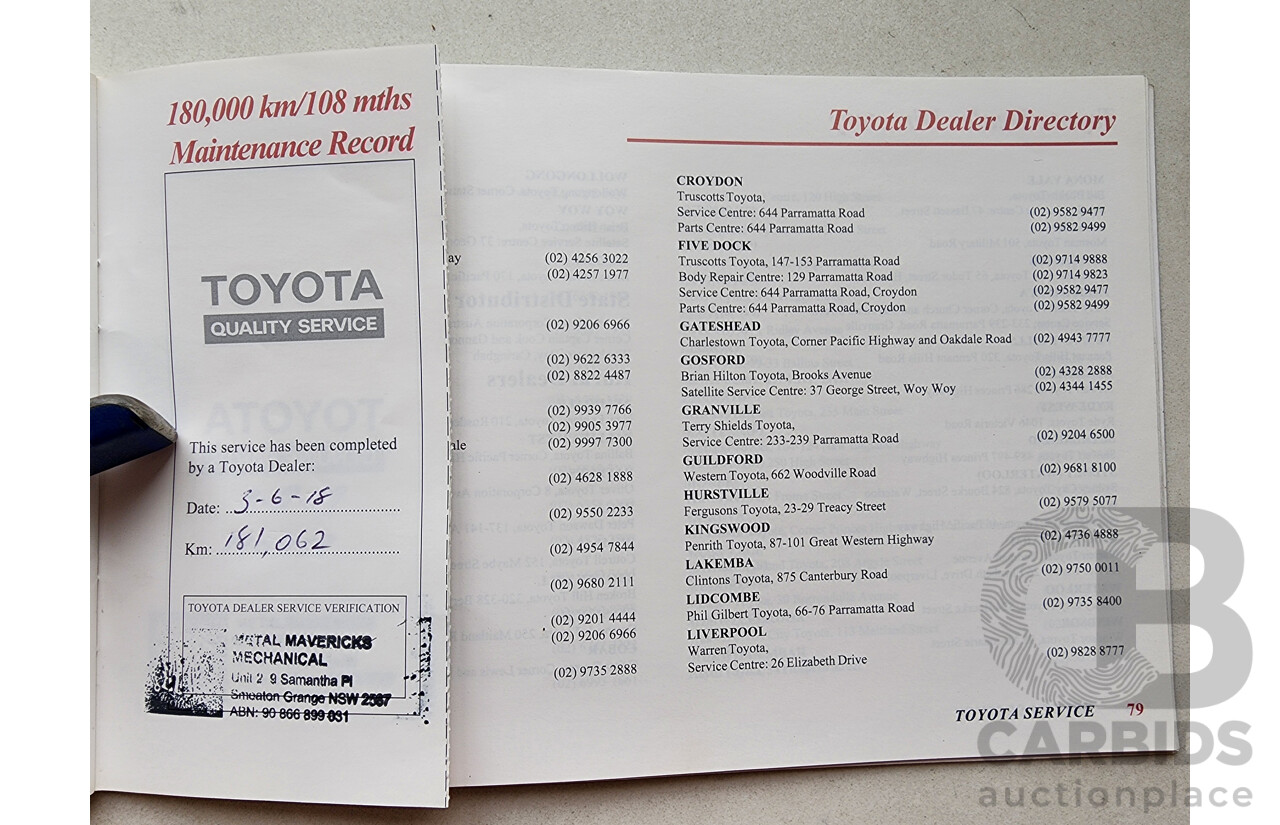 180,000 km/108 mths
Maintenance Record
TOYOTA
QUALITY SERVICE
This service has been completed
by a Toyota Dealer:
Date: 3-6-18
Km: 181,062
TOYOTA DEALER SERVICE VERIFICATION
METAL MAVERICKS
MECHANICAL
Unit 2 9 Samantha Pl
Smeaton Grange NSW 2567
ABN: 90 866 899 031
ay (02) 4256 3022
(02) 4257 1977
(02) 9206 6966
(02) 9622 6333
(02) 8822 4487
(02) 9939 7766
(02) 9905 3977
ale (02) 9997 7300
(02) 4628 1888
(02) 9550 2233
(02) 4954 7844
(02) 9680 2111
(02) 9201 4444
(02) 9206 6966
(02) 9735 2888
Toyota Dealer Directory
CROYDON
Truscotts Toyota,
Service Centre: 644 Parramatta Road (02) 9582 9477
Parts Centre: 644 Parramatta Road (02) 9582 9499
FIVE DOCK
Truscotts Toyota, 147-153 Parramatta Road (02) 9714 9888
Body Repair Centre: 129 Parramatta Road (02) 9714 9823
Service Centre: 644 Parramatta Road, Croydon (02) 9582 9477
Parts Centre: 644 Parramatta Road, Croydon (02) 9582 9499
GATESHEAD
Charlestown Toyota, Corner Pacific Highway and Oakdale Road (02) 4943 7777
GOSFORD
Brian Hilton Toyota, Brooks Avenue (02) 4328 2888
Satellite Service Centre: 37 George Street, Woy Woy (02) 4344 1455
GRANVILLE
Terry Shields Toyota,
Service Centre: 233-239 Parramatta Road (02) 9204 6500
GUILDFORD
Western Toyota, 662 Woodville Road (02) 9681 8100
HURSTVILLE
Fergusons Toyota, 23-29 Treacy Street (02) 9579 5077
KINGSWOOD
Penrith Toyota, 87-101 Great Western Highway (02) 4736 4888
LAKEMBA
Clintons Toyota, 875 Canterbury Road (02) 9750 0011
LIDCOMBE
Phil Gilbert Toyota, 66-76 Parramatta Road (02) 9735 8400
LIVERPOOL
Warren Toyota,
Service Centre: 26 Elizabeth Drive (02) 9828 8777
TOYOTA SERVICE 79
CARBIDS
auctionplace